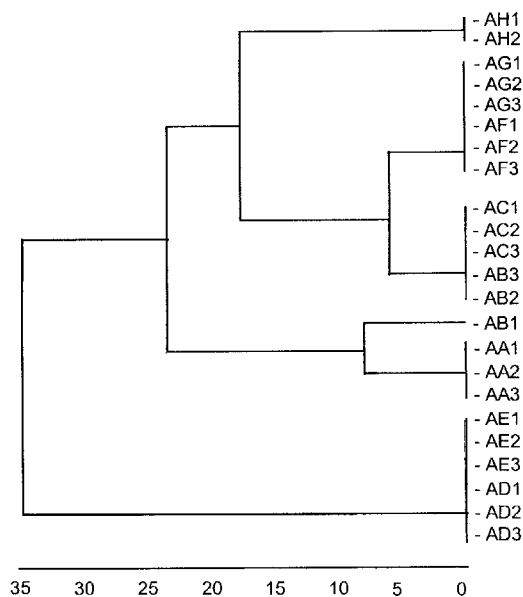 - AH1
- AH2
- AG1
- AG2
- AG3
- AF1
- AF2
- AF3
- AC1
- AC2
- AC3
- AB3
- AB2
- AB1
- AA1
- AA2
- AA3
- AE1
- AE2
- AE3
- AD1
- AD2
- AD3
35 30 25 20 15 10 5 0